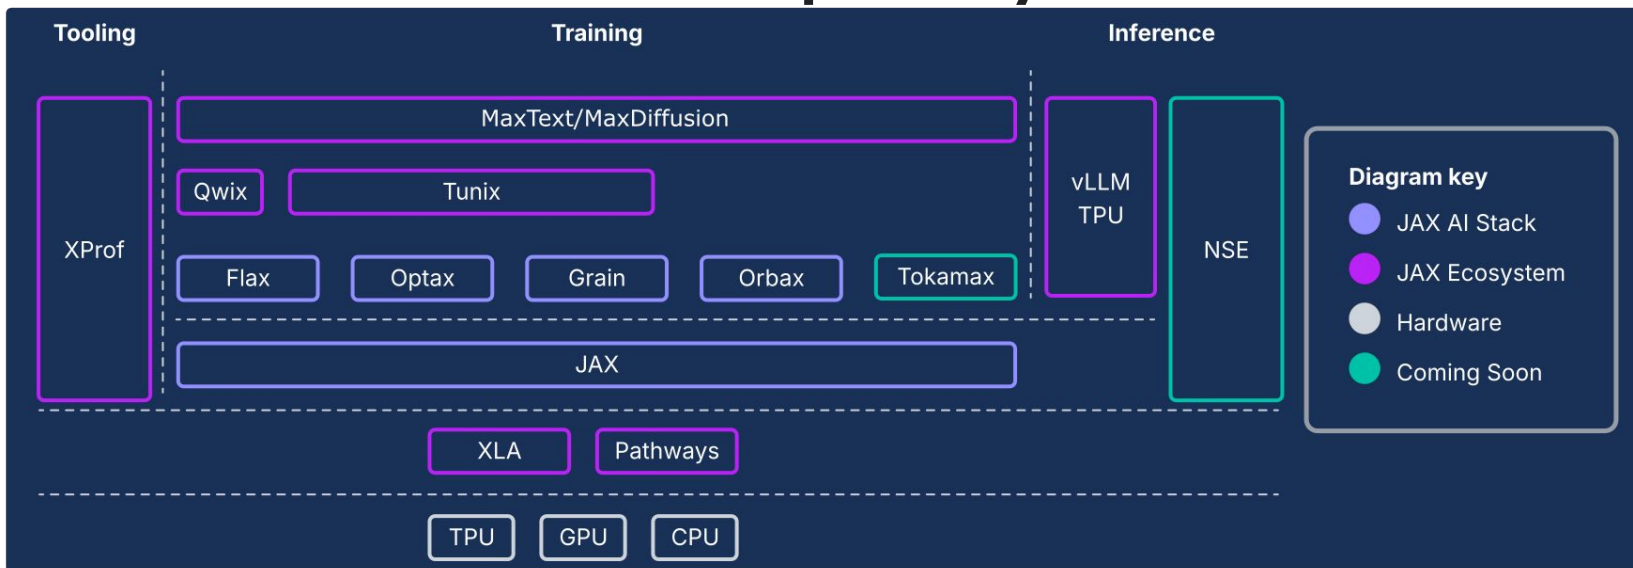 Tooling
Training
Inference
MaxText/MaxDiffusion
Qwix
Tunix
XProf
Flax
Optax
Grain
Orbax
Tokamax
JAX
vLLM
TPU
NSE
Diagram key
JAX AI Stack
JAX Ecosystem
Hardware
Coming Soon
XLA
Pathways
TPU
GPU
CPU